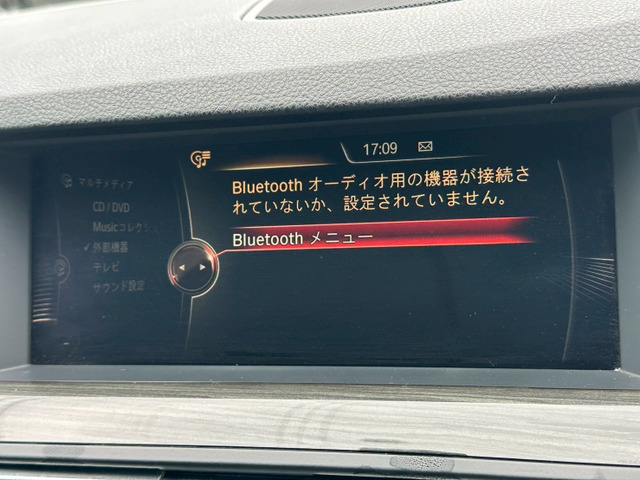 17:09
マルチメディア
CD / DVD
Musicコレクシ
✓外部機器
テレビ
サウンド設定
Bluetooth オーディオ用の機器が接続さ
れていないか、設定されていません。
Bluetooth メニュー